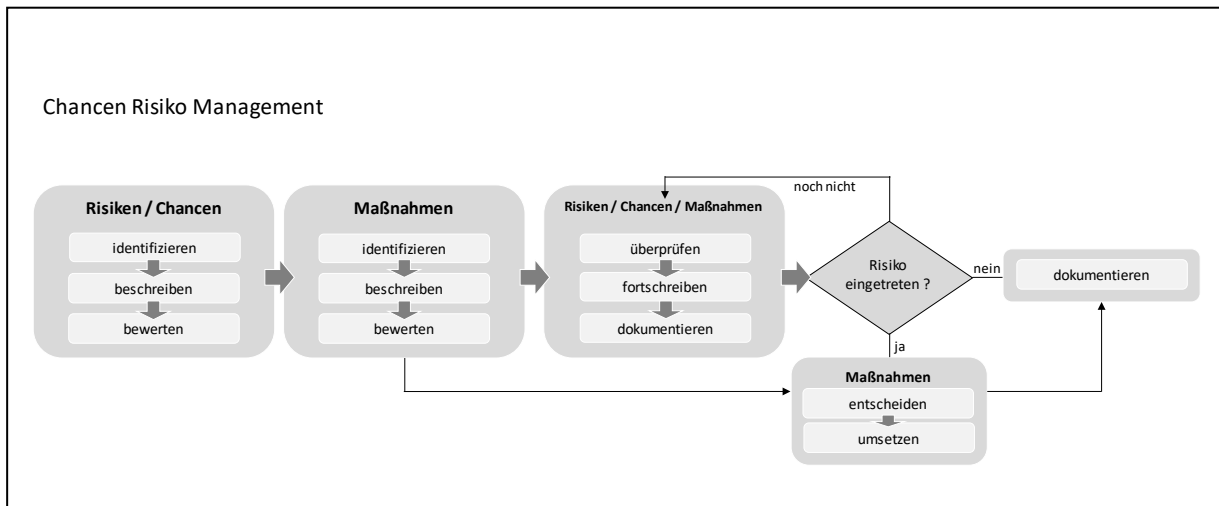 Chancen Risiko Management
Risiken / Chancen
identifizieren
beschreiben
bewerten
Maßnahmen
identifizieren
beschreiben
bewerten
Risiken / Chancen / Maßnahmen
überprüfen
fortschreiben
dokumentieren
noch nicht
Risiko
eingetreten ?
nein
dokumentieren
ja
Maßnahmen
entscheiden
umsetzen